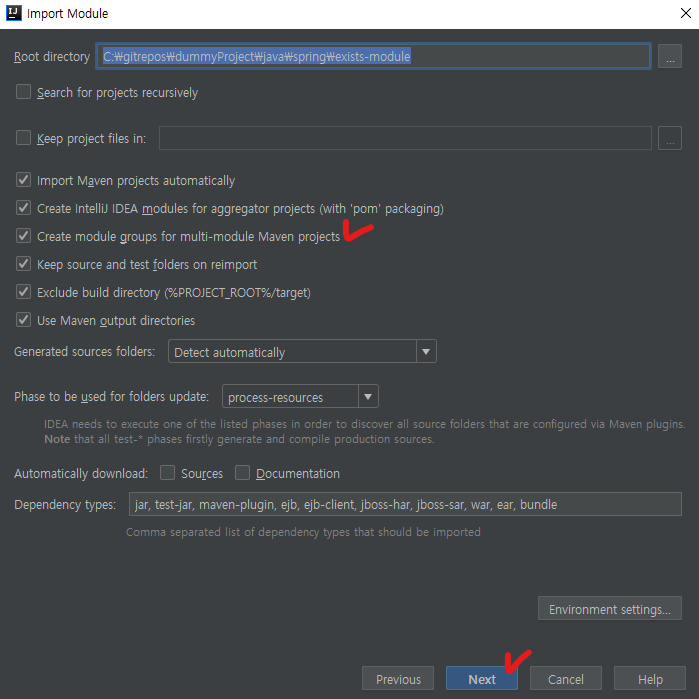 IJ Import Module
Root directory C:₩gitrepos₩dummyProject₩java₩spring₩exists-module ...
Search for projects recursively
Keep project files in: ...
Import Maven projects automatically
Create IntelliJ IDEA modules for aggregator projects (with 'pom' packaging)
Create module groups for multi-module Maven projects
Keep source and test folders on reimport
Exclude build directory (%PROJECT_ROOT%/target)
Use Maven output directories
Generated sources folders: Detect automatically
Phase to be used for folders update: process-resources
IDEA needs to execute one of the listed phases in order to discover all source folders that are configured via Maven plugins.
Note that all test-* phases firstly generate and compile production sources.
Automatically download: Sources Documentation
Dependency types: jar, test-jar, maven-plugin, ejb, ejb-client, jboss-har, jboss-sar, war, ear, bundle
Comma separated list of dependency types that should be imported
Environment settings...
Previous Next Cancel Help